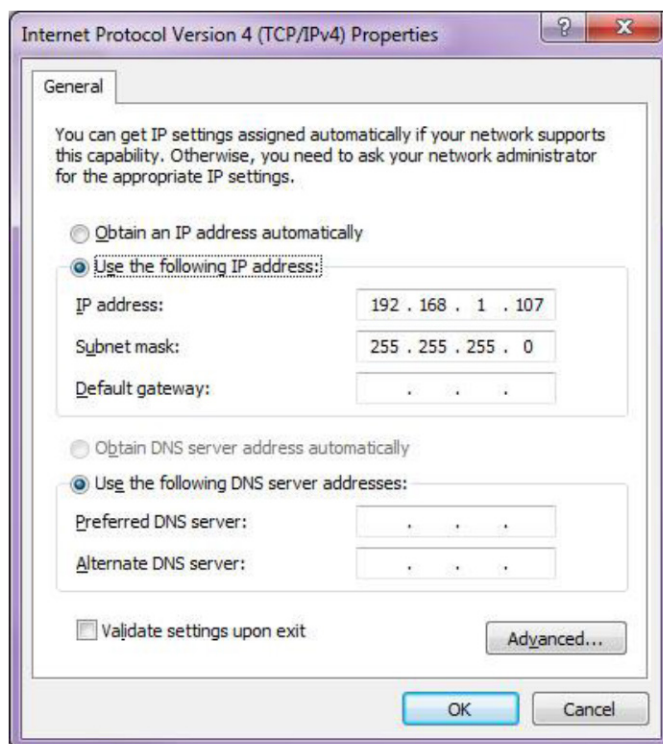 Internet Protocol Version 4 (TCP/IPv4) Properties
General
You can get IP settings assigned automatically if your network supports
this capability. Otherwise, you need to ask your network administrator
for the appropriate IP settings.
Obtain an IP address automatically
Use the following IP address:
IP address: 192 . 168 . 1 . 107
Subnet mask: 255 . 255 . 255 . 0
Default gateway: . . .
Obtain DNS server address automatically
Use the following DNS server addresses:
Preferred DNS server: . . .
Alternate DNS server: . . .
Validate settings upon exit
Advanced...
OK Cancel